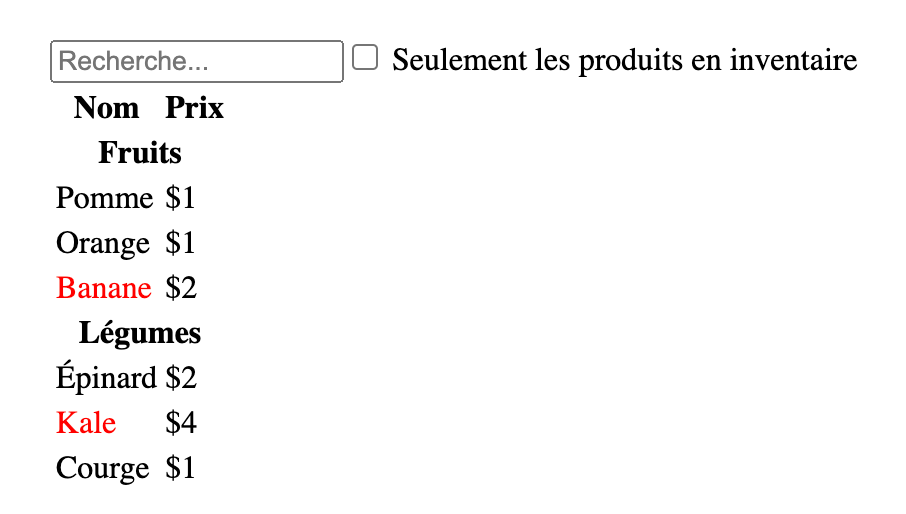 Recherche... Seulement les produits en inventaire
Nom Prix
Fruits
Pomme $1
Orange $1
Banane $2
Légumes
Épinard $2
Kale $4
Courge $1